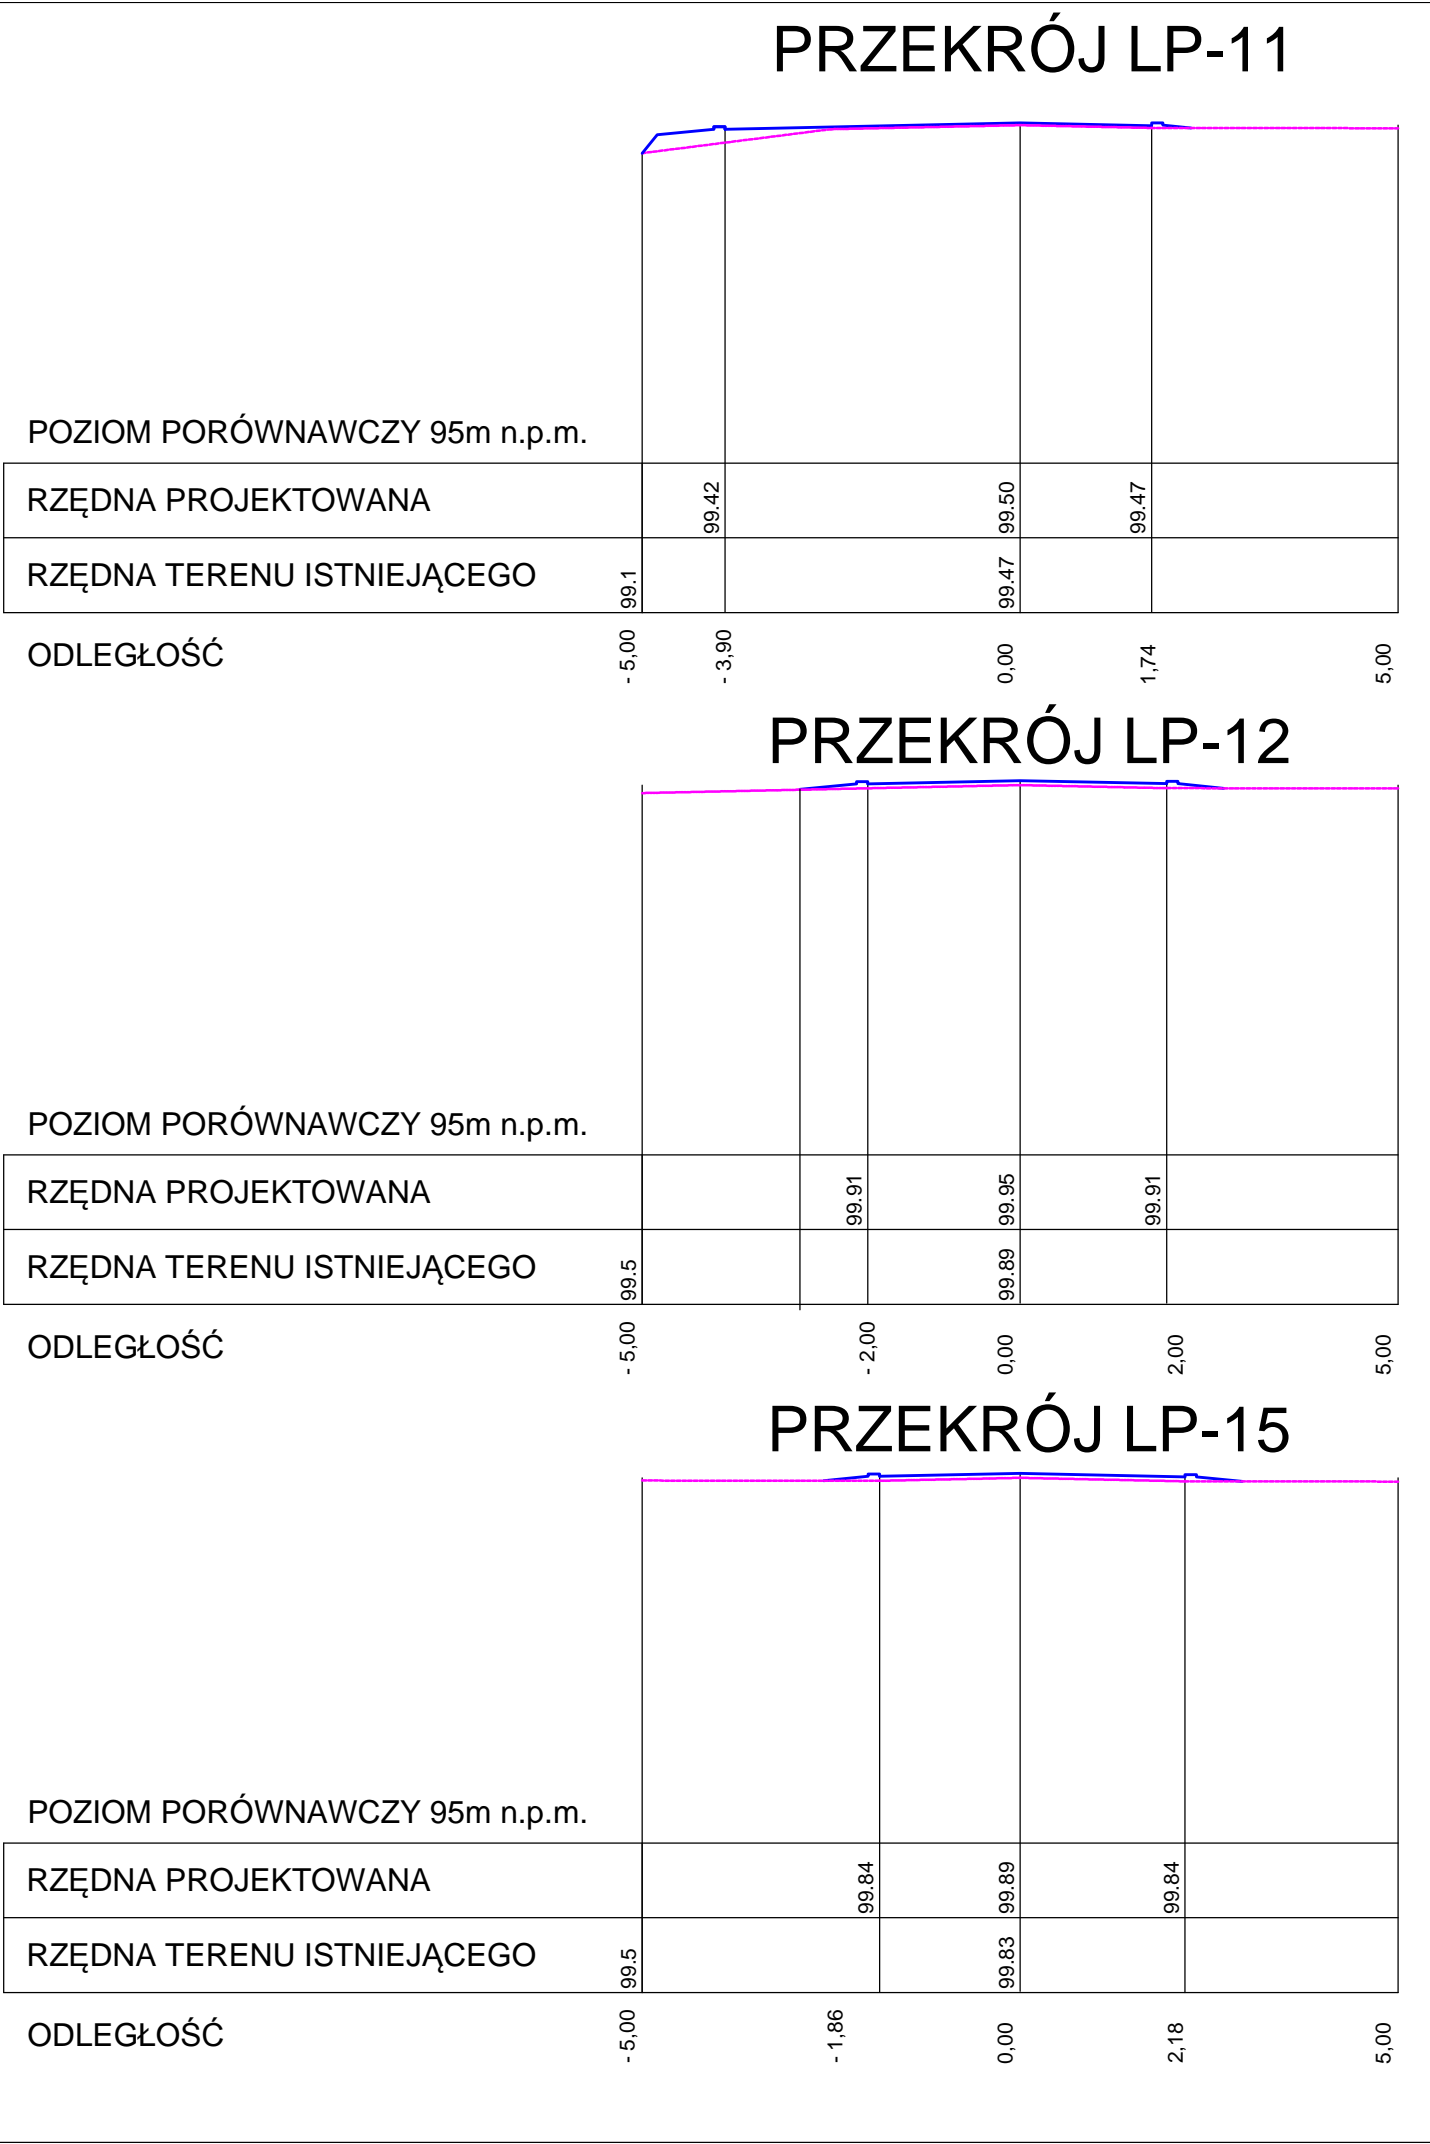 PRZEKRÓJ LP-11
POZIOM PORÓWNAWCZY 95m n.p.m.
RZĘDNA PROJEKTOWANA 99.42 99.50 99.47
RZĘDNA TERENU ISTNIEJĄCEGO 99.1 99.47
ODLEGŁOŚĆ - 5,00 - 3,90 0,00 1,74 5,00
PRZEKRÓJ LP-12
POZIOM PORÓWNAWCZY 95m n.p.m.
RZĘDNA PROJEKTOWANA 99.91 99.95 99.91
RZĘDNA TERENU ISTNIEJĄCEGO 99.5 99.89
ODLEGŁOŚĆ - 5,00 - 2,00 0,00 2,00 5,00
PRZEKRÓJ LP-15
POZIOM PORÓWNAWCZY 95m n.p.m.
RZĘDNA PROJEKTOWANA 99.84 99.89 99.84
RZĘDNA TERENU ISTNIEJĄCEGO 99.5 99.83
ODLEGŁOŚĆ - 5,00 - 1,86 0,00 2,18 5,00